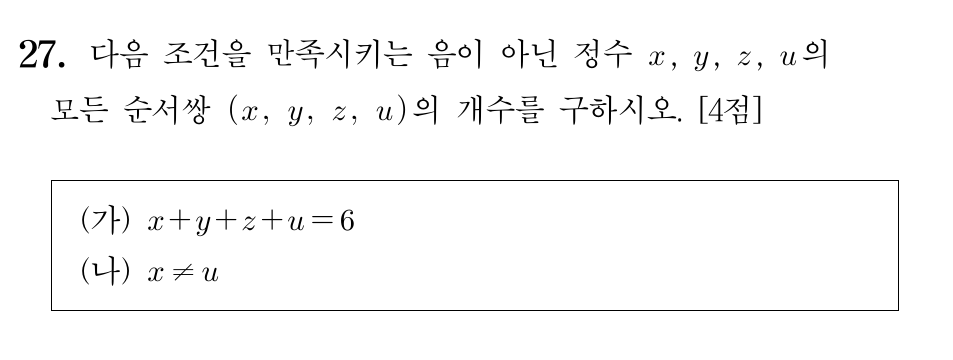 27. 다음 조건을 만족시키는 음이 아닌 정수 x, y, z, u의
모든 순서쌍 (x, y, z, u)의 개수를 구하시오. [4점]
(가) x+y+z+u=6
(나) x≠u